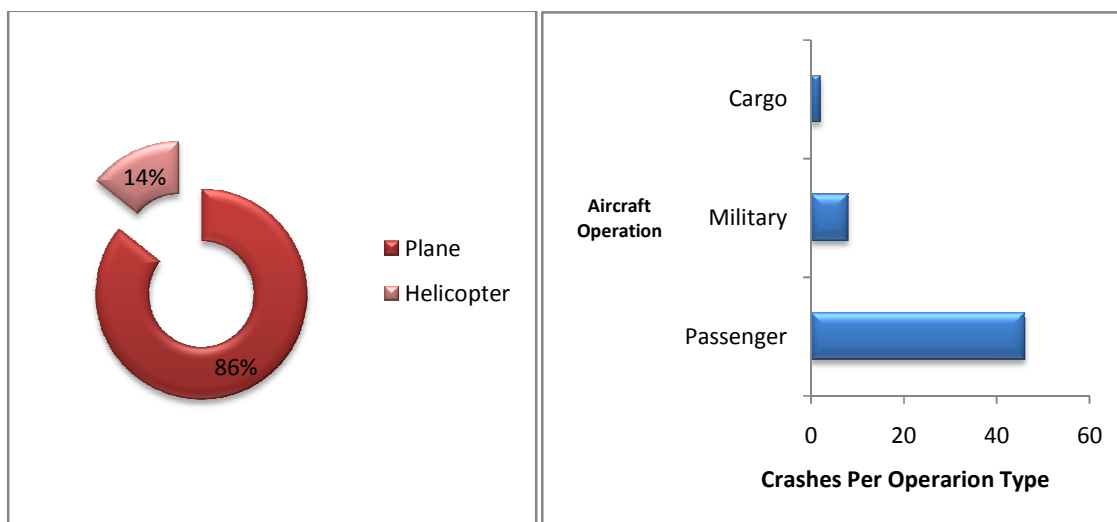 14%
86%
Plane
Helicopter
Aircraft
Operation
Cargo
Military
Passenger
0 20 40 60
Crashes Per Operarion Type